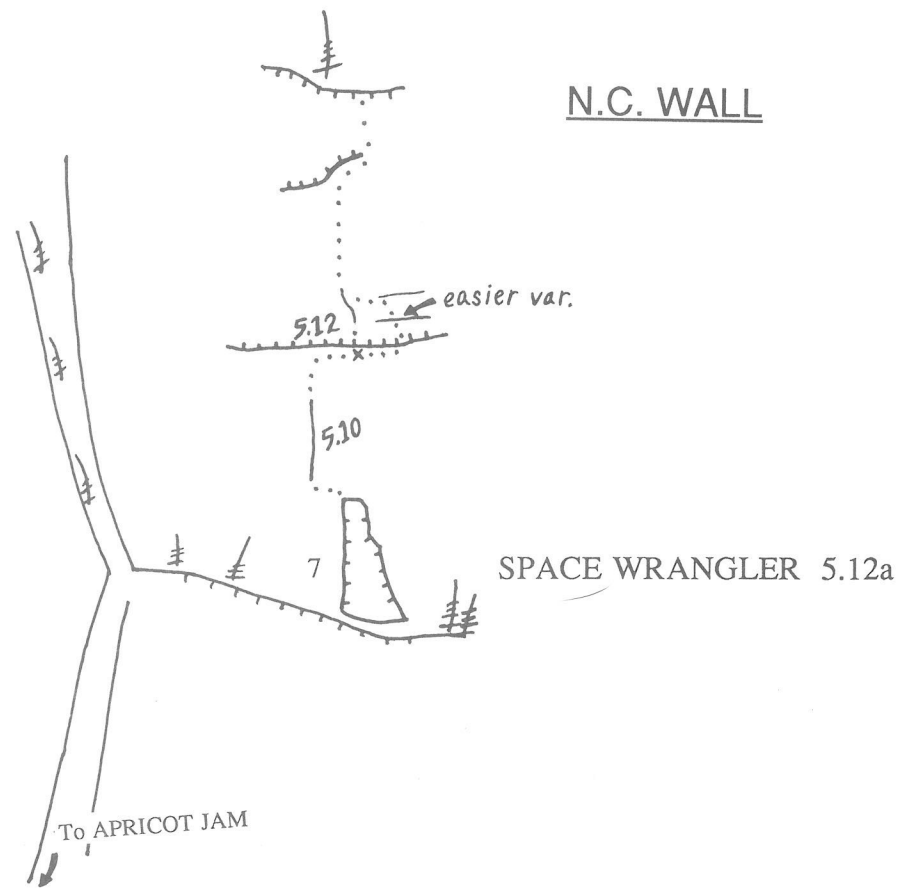 N.C. WALL
easier var.
5.12
x
5.10
7
SPACE WRANGLER 5.12a
To APRICOT JAM